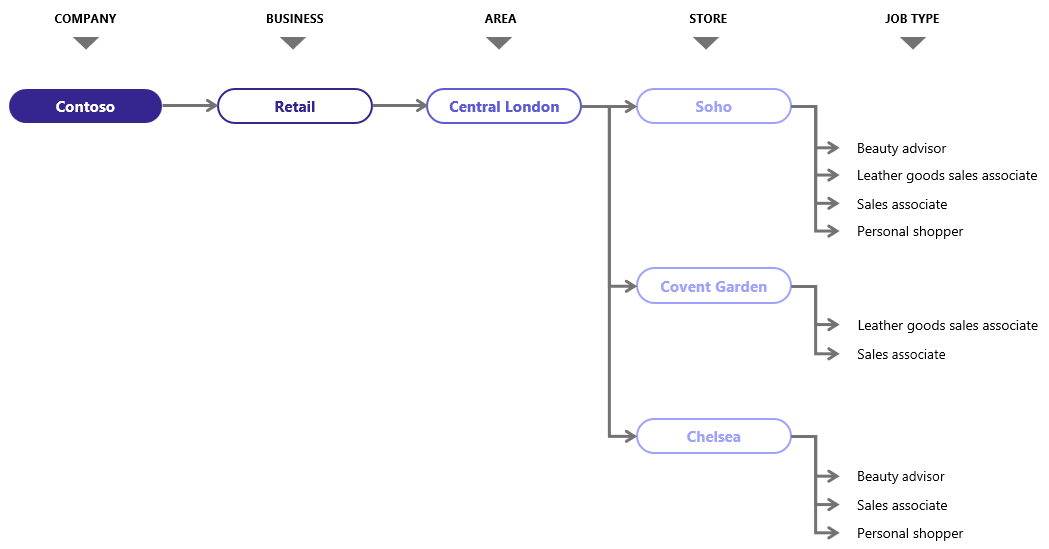 COMPANY
BUSINESS
AREA
STORE
JOB TYPE
Contoso
Retail
Central London
Soho
Beauty advisor
Leather goods sales associate
Sales associate
Personal shopper
Covent Garden
Leather goods sales associate
Sales associate
Chelsea
Beauty advisor
Sales associate
Personal shopper